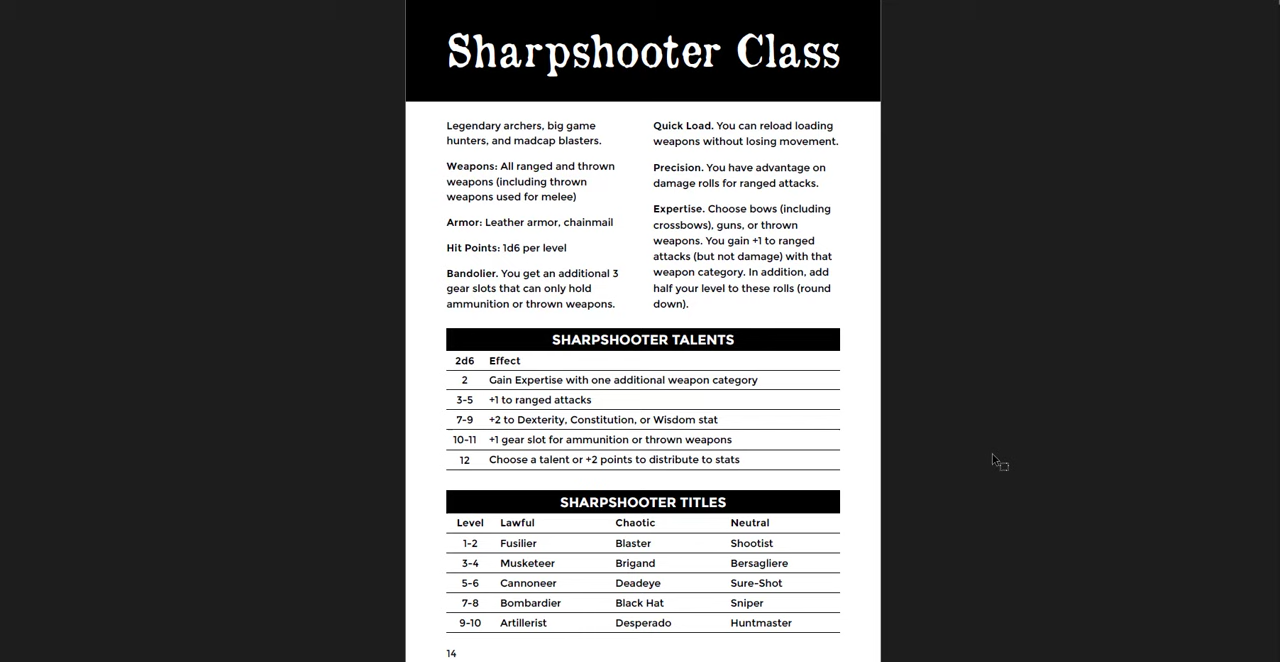 Sharpshooter Class
Legendary archers, big game
hunters, and madcap blasters.
Weapons: All ranged and thrown
weapons (including thrown
weapons used for melee)
Armor: Leather armor, chainmail
Hit Points: 1d6 per level
Bandolier. You get an additional 3
gear slots that can only hold
ammunition or thrown weapons.
Quick Load. You can reload loading
weapons without losing movement.
Precision. You have advantage on
damage rolls for ranged attacks.
Expertise. Choose bows (including
crossbows), guns, or thrown
weapons. You gain +1 to ranged
attacks (but not damage) with that
weapon category. In addition, add
half your level to these rolls (round
down).
SHARPSHOOTER TALENTS
2d6 Effect
2 Gain Expertise with one additional weapon category
3-5 +1 to ranged attacks
7-9 +2 to Dexterity, Constitution, or Wisdom stat
10-11 +1 gear slot for ammunition or thrown weapons
12 Choose a talent or +2 points to distribute to stats
SHARPSHOOTER TITLES
Level Lawful Chaotic Neutral
1-2 Fusilier Blaster Shootist
3-4 Musketeer Brigand Bersagliere
5-6 Cannoneer Deadeye Sure-Shot
7-8 Bombardier Black Hat Sniper
9-10 Artillerist Desperado Huntmaster
14